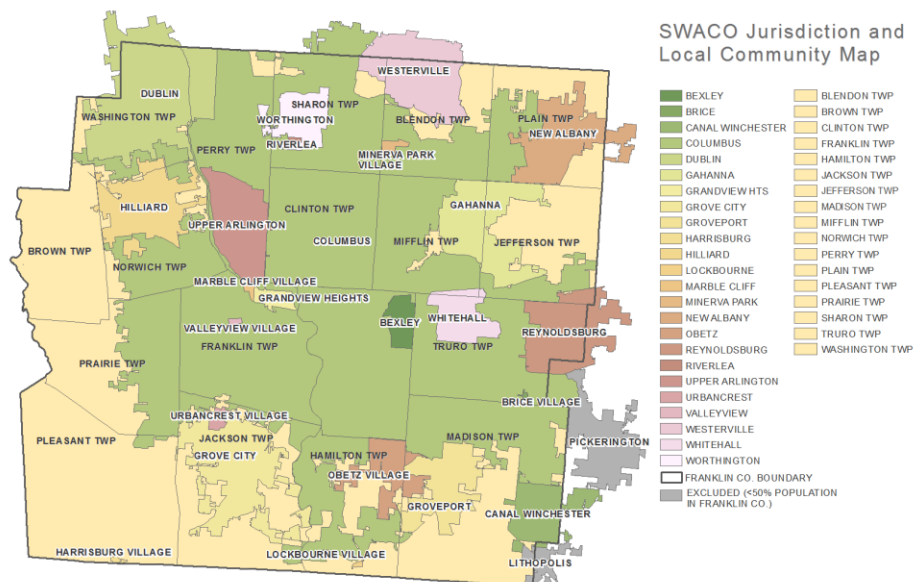 SWACO Jurisdiction and
Local Community Map
WESTERVILLE
DUBLIN
SHARON TWP
WASHINGTON TWP
WORTHINGTON
BLENDON TWP
PLAIN TWP
NEW ALBANY
RIVERLEA
PERRY TWP
MINERVA PARK
VILLAGE
HILLIARD
GAHANNA
CLINTON TWP
UPPER ARLINGTON
COLUMBUS
MIFFLIN TWP
JEFFERSON TWP
BROWN TWP
NORWICH TWP
MARBLE CLIFF VILLAGE
GRANDVIEW HEIGHTS
BEXLEY
WHITEHALL
VALLEYVIEW VILLAGE
REYNOLDSBURG
FRANKLIN TWP
TRURO TWP
PRAIRIE TWP
BRICE VILLAGE
URBANCREST VILLAGE
PLEASANT TWP
JACKSON TWP
MADISON TWP
PICKERINGTON
GROVE CITY
HAMILTON TWP
OBETZ VILLAGE
GROVEPORT
CANAL WINCHESTER
HARRISBURG VILLAGE
LOCKBOURNE VILLAGE
LITHOPOLIS
BEXLEY
BRICE
CANAL WINCHESTER
COLUMBUS
DUBLIN
GAHANNA
GRANDVIEW HTS
GROVE CITY
GROVEPORT
HARRISBURG
HILLIARD
LOCKBOURNE
MARBLE CLIFF
MINERVA PARK
NEW ALBANY
OBETZ
REYNOLDSBURG
RIVERLEA
UPPER ARLINGTON
URBANCREST
VALLEYVIEW
WESTERVILLE
WHITEHALL
WORTHINGTON
FRANKLIN CO. BOUNDARY
EXCLUDED (<50% POPULATION
IN FRANKLIN CO.)
BLENDON TWP
BROWN TWP
CLINTON TWP
FRANKLIN TWP
HAMILTON TWP
JACKSON TWP
JEFFERSON TWP
MADISON TWP
MIFFLIN TWP
NORWICH TWP
PERRY TWP
PLAIN TWP
PLEASANT TWP
PRAIRIE TWP
SHARON TWP
TRURO TWP
WASHINGTON TWP